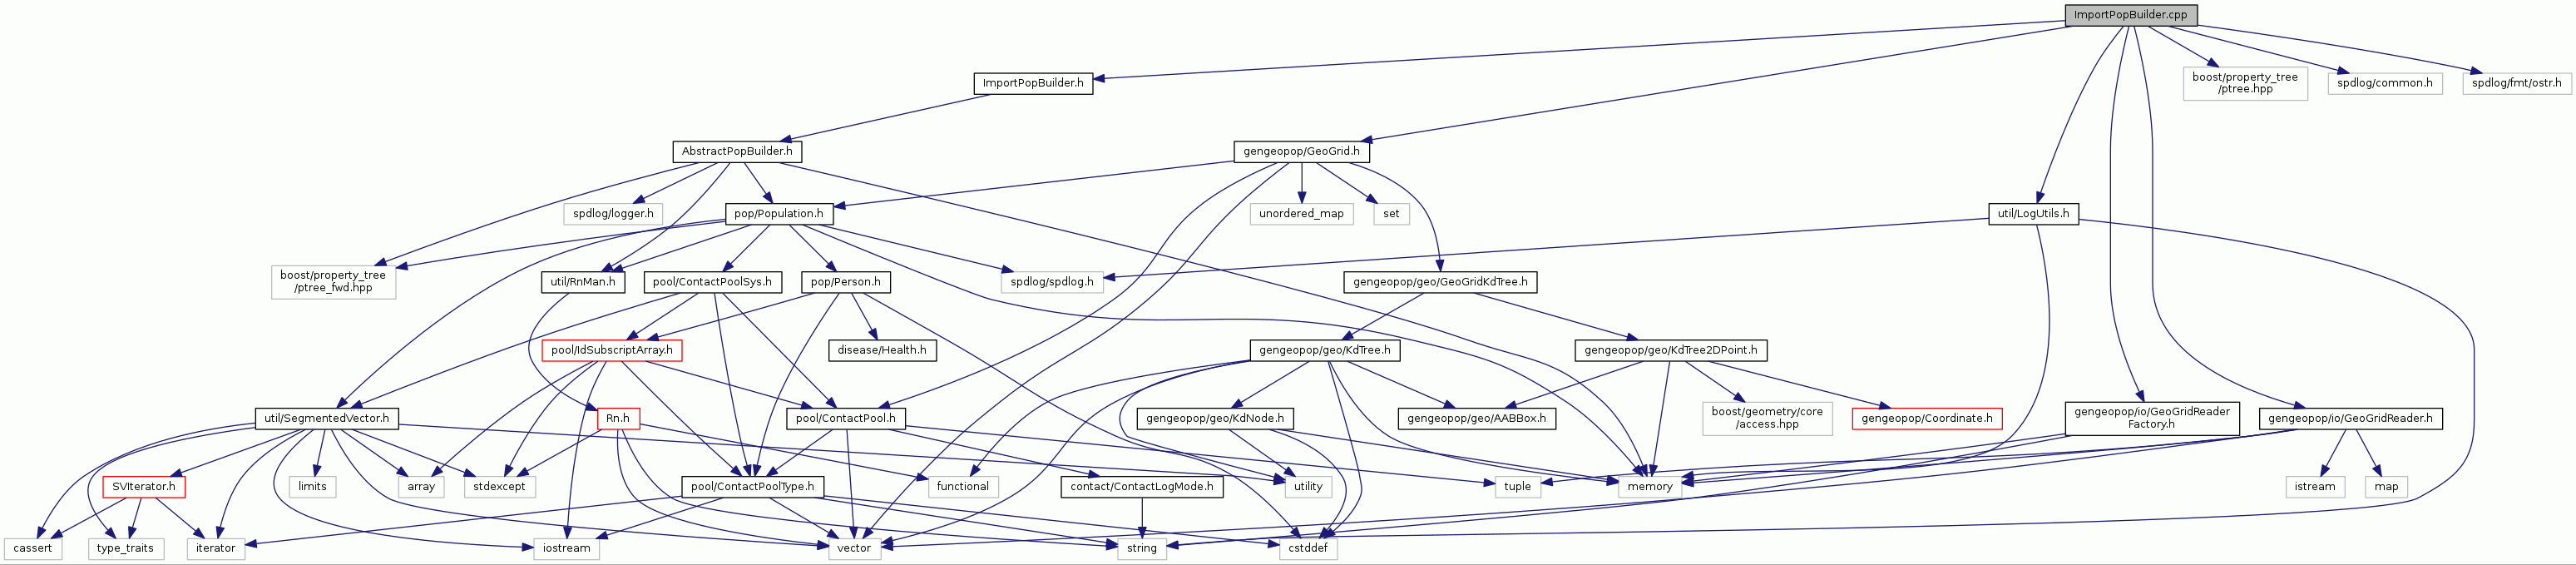 ImportPopBuilder.cpp
ImportPopBuilder.h
boost/property_tree
/ptree.hpp
spdlog/common.h
spdlog/fmt/ostr.h
AbstractPopBuilder.h
gengeopop/GeoGrid.h
spdlog/logger.h
pop/Population.h
unordered_map
set
util/LogUtils.h
boost/property_tree
/ptree_fwd.hpp
util/RnMan.h
pool/ContactPoolSys.h
pop/Person.h
spdlog/spdlog.h
gengeopop/geo/GeoGridKdTree.h
pool/IdSubscriptArray.h
disease/Health.h
gengeopop/geo/KdTree.h
gengeopop/geo/KdTree2DPoint.h
util/SegmentedVector.h
Rn.h
pool/ContactPool.h
gengeopop/geo/KdNode.h
gengeopop/geo/AABBox.h
boost/geometry/core
/access.hpp
gengeopop/Coordinate.h
gengeopop/io/GeoGridReader
Factory.h
gengeopop/io/GeoGridReader.h
SVIterator.h
limits
array
stdexcept
pool/ContactPoolType.h
functional
contact/ContactLogMode.h
utility
tuple
memory
istream
map
cassert
type_traits
iterator
iostream
vector
string
cstddef